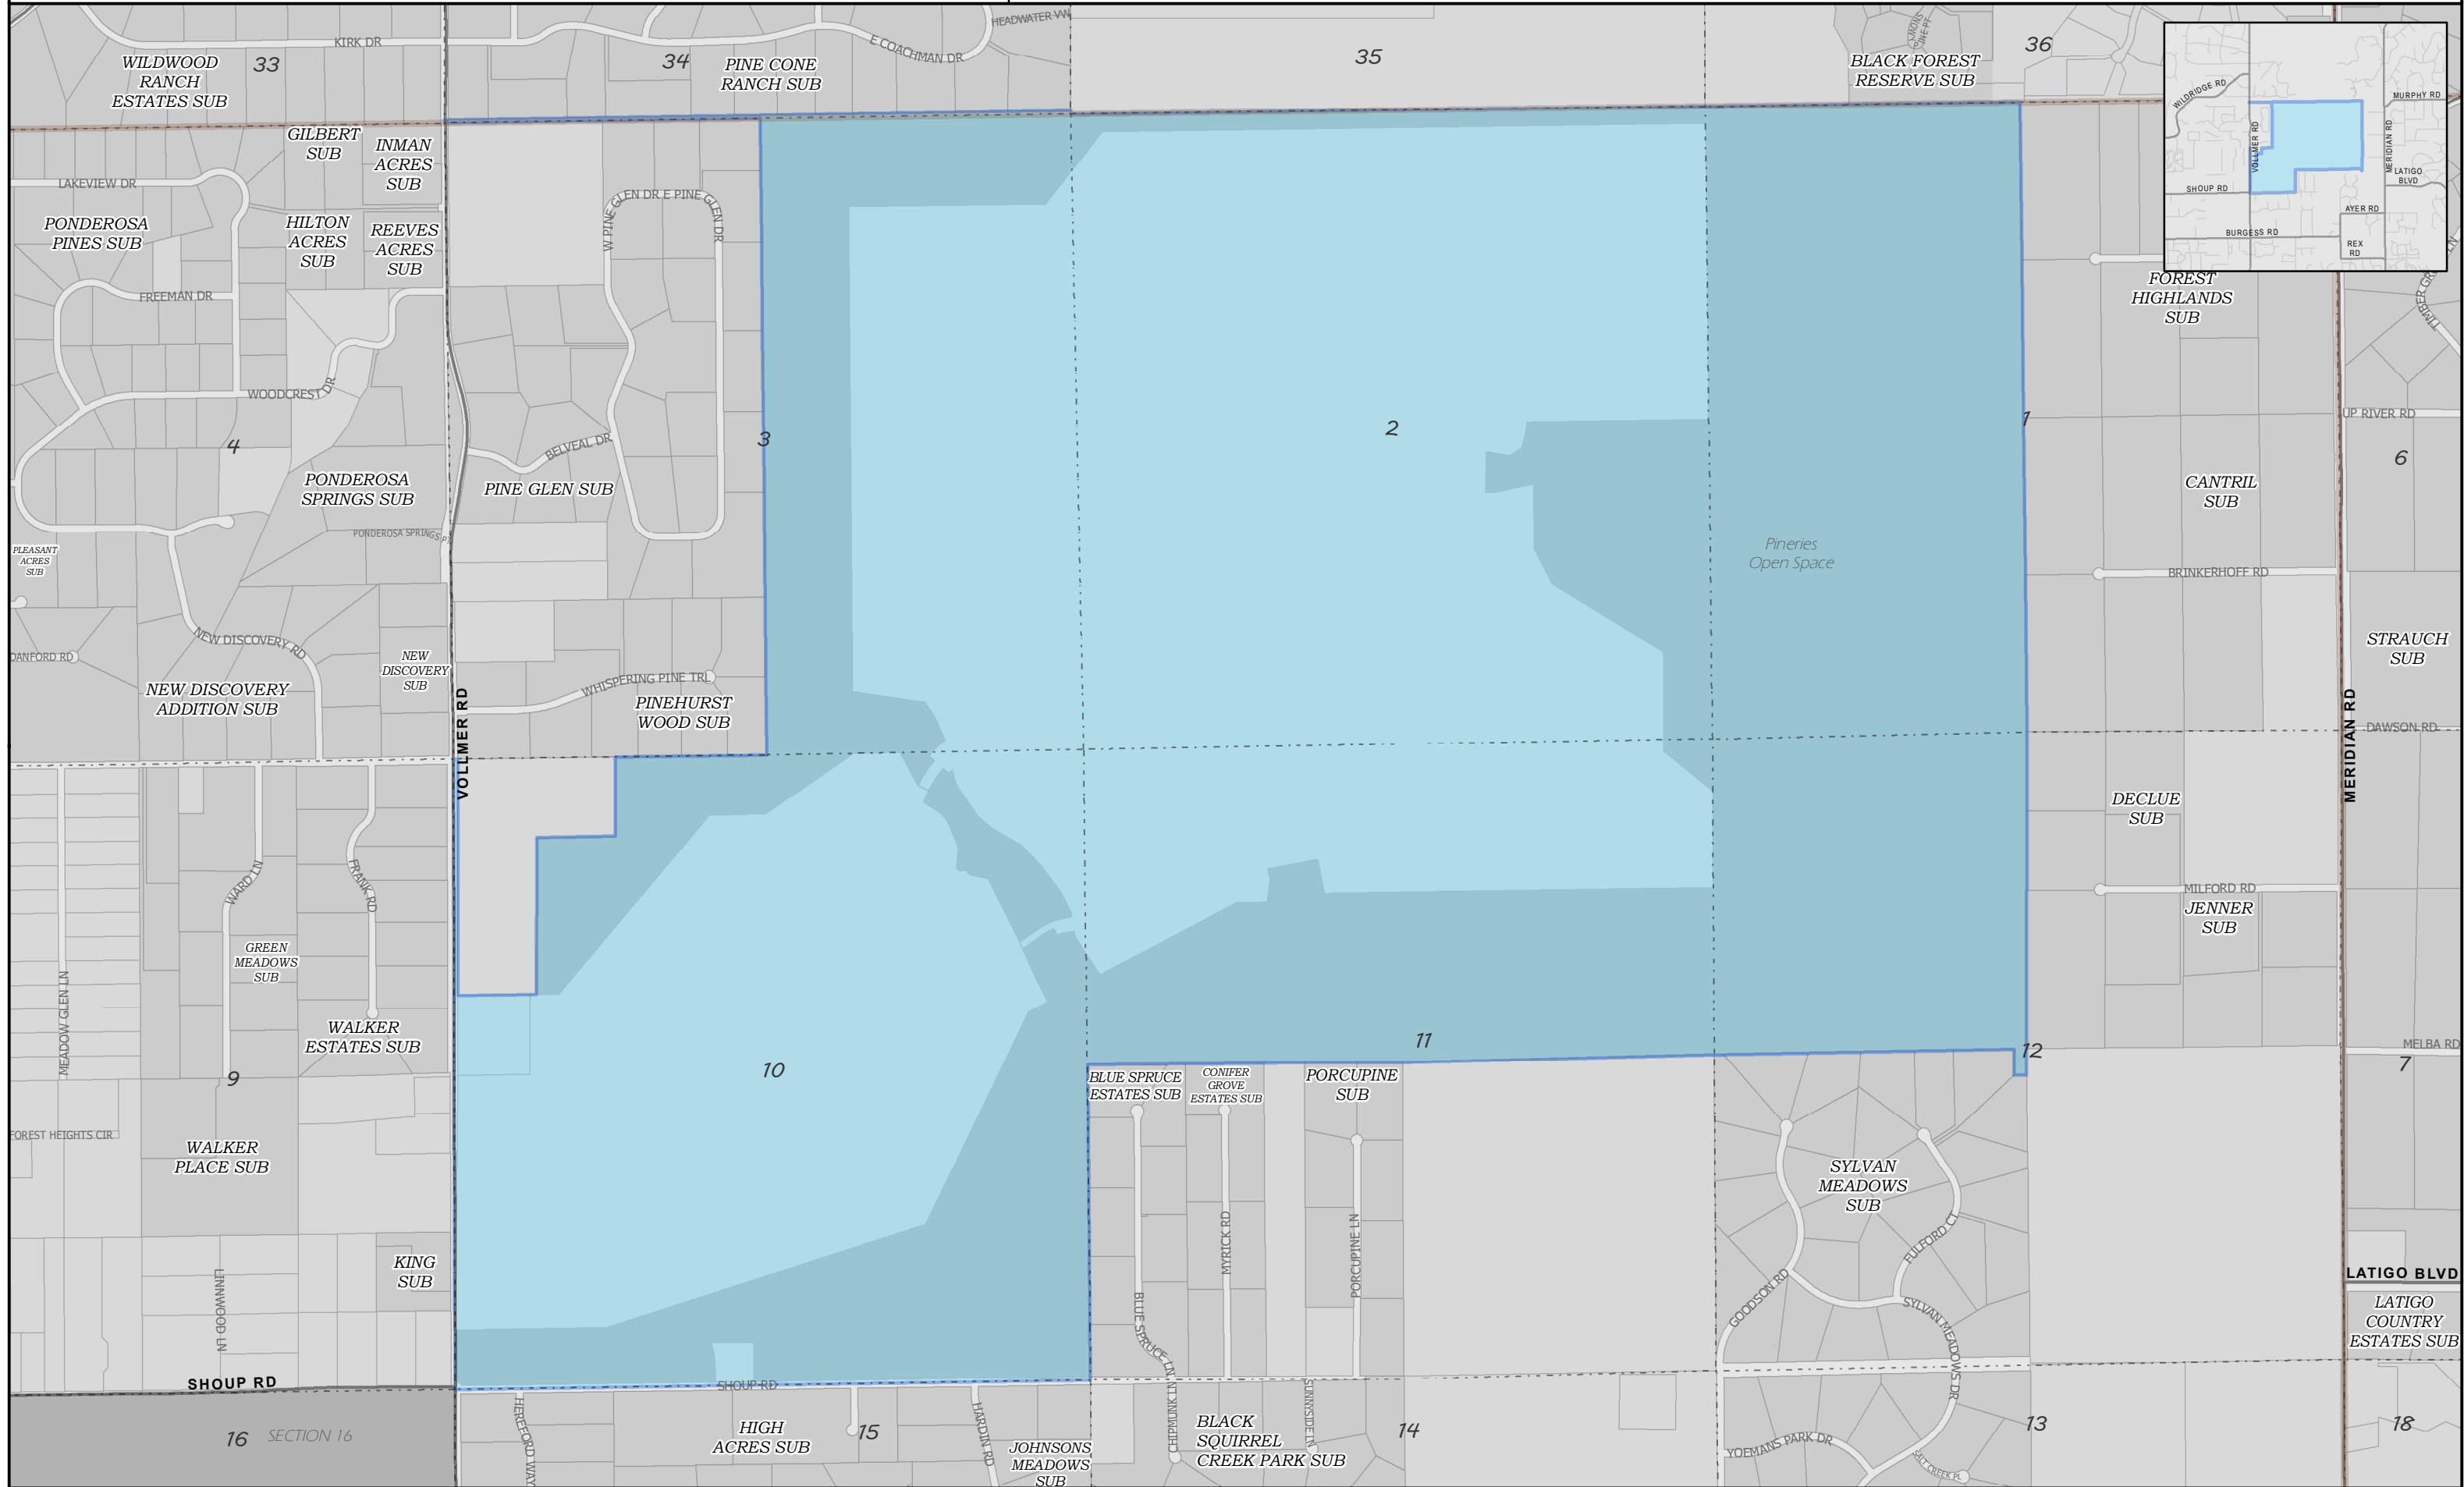 HEADWATER VW
KIRK DR
E COACHMAN DR
33
34
35
36
WILDWOOD
RANCH
ESTATES SUB
PINE CONE
RANCH SUB
BLACK FOREST
RESERVE SUB
WILDRIDGE RD
MURPHY RD
VOLLMER RD
MERIDIAN RD
LATIGO
BLVD
SHOUP RD
AYER RD
BURGESS RD
REX
RD
GILBERT
SUB
INMAN
ACRES
SUB
LAKEVIEW DR
W PINE GLEN DR
E PINE GLEN DR
PONDEROSA
PINES SUB
HILTON
ACRES
SUB
REEVES
ACRES
SUB
FREEMAN DR
FOREST
HIGHLANDS
SUB
WOODCREST DR
4
3
2
1
6
UP RIVER RD
BELVEAL DR
PONDEROSA
SPRINGS SUB
PINE GLEN SUB
CANTRIL
SUB
PONDEROSA SPRINGS PT
PLEASANT
ACRES
SUB
Pineries
Open Space
BRINKERHOFF RD
NEW DISCOVERY RD
DANFORD RD
NEW
DISCOVERY
SUB
STRAUCH
SUB
WHISPERING PINE TRL
NEW DISCOVERY
ADDITION SUB
PINEHURST
WOOD SUB
VOLLMER RD
MERIDIAN RD
DAWSON RD
DECLUE
SUB
WARD LN
FRANK RD
MILFORD RD
JENNER
SUB
GREEN
MEADOWS
SUB
MEADOW GLEN LN
WALKER
ESTATES SUB
9
10
11
12
7
MELBA RD
BLUE SPRUCE
ESTATES SUB
CONIFER
GROVE
ESTATES SUB
PORCUPINE
SUB
FOREST HEIGHTS CIR
WALKER
PLACE SUB
SYLVAN
MEADOWS
SUB
MYRICK RD
PORCUPINE LN
FULFORD CT
GOODSON RD
KING
SUB
LINNWOOD LN
BLUE SPRUCE LN
SYLVAN MEADOWS DR
LATIGO BLVD
LATIGO
COUNTRY
ESTATES SUB
SHOUP RD
SHOUP RD
HEREFORD WAY
HARDIN RD
CHIPMUNK LN
SUNNYSIDE LN
16
SECTION 16
HIGH
ACRES SUB
15
JOHNSONS
MEADOWS
SUB
BLACK
SQUIRREL
CREEK PARK SUB
14
YOEMANS PARK DR
13
18